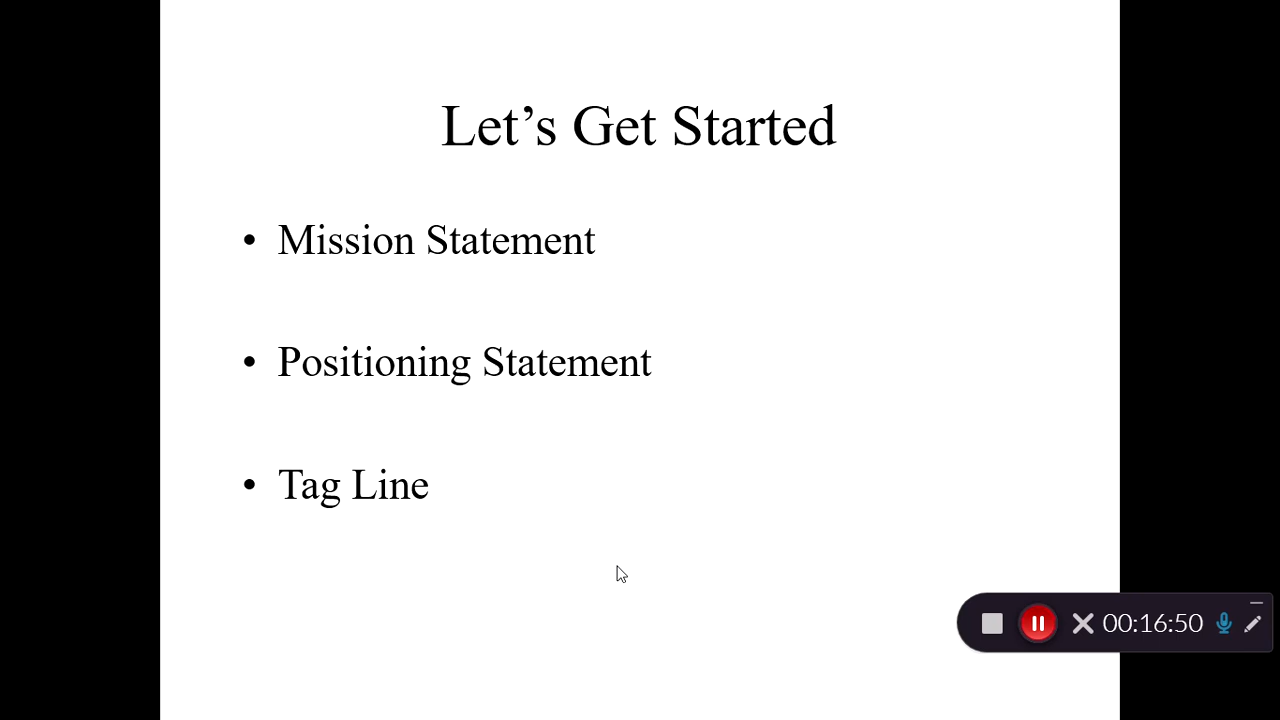 Let’s Get Started
• Mission Statement
• Positioning Statement
• Tag Line
00:16:50